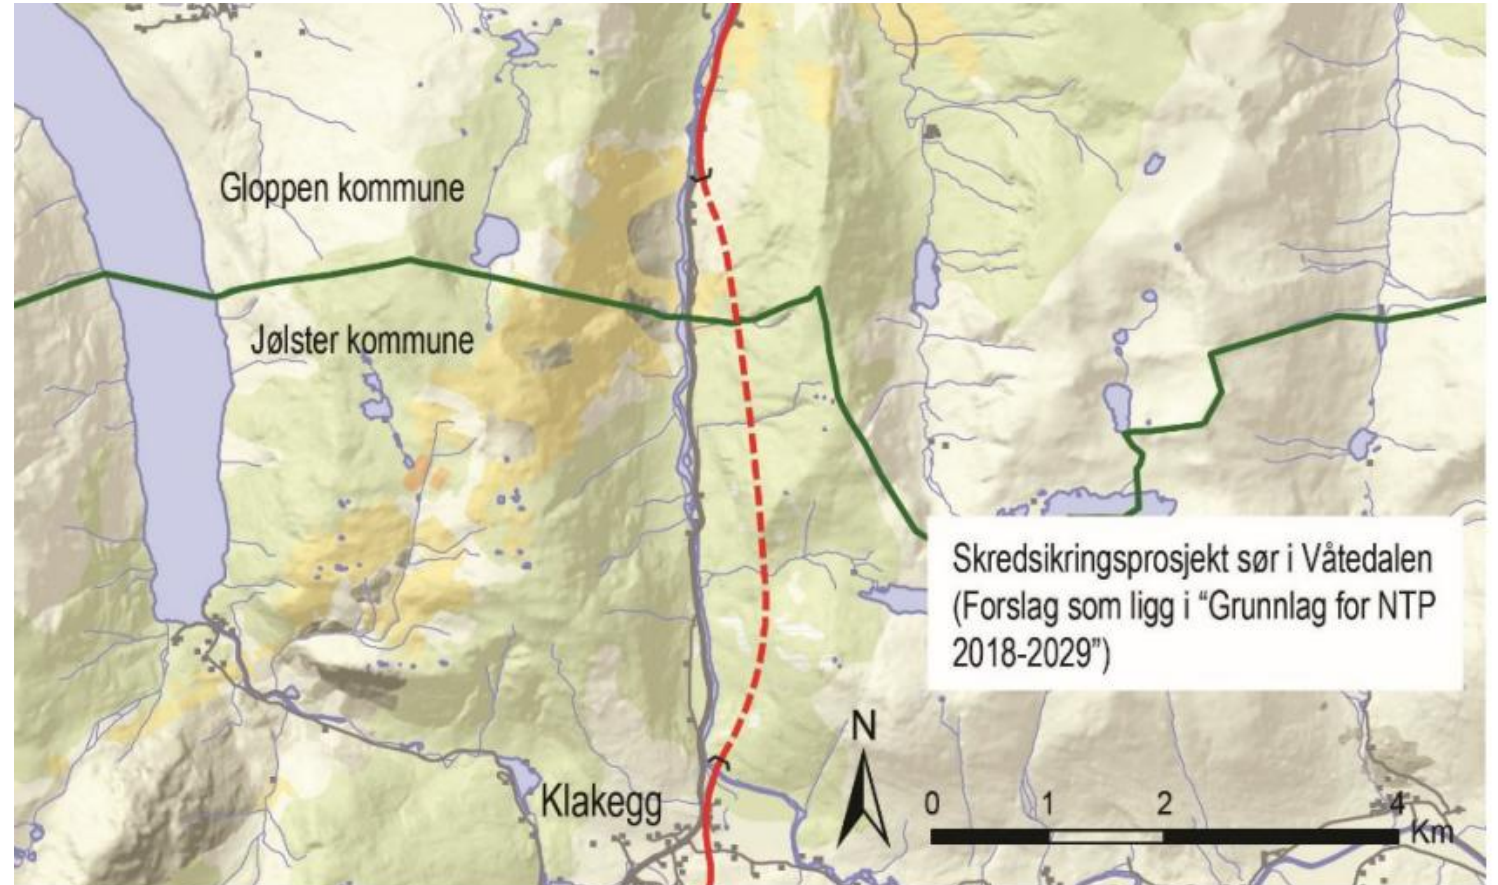 Gloppen kommune
Jølster kommune
Skredsikringsprosjekt sør i Våtedalen
(Forslag som ligg i “Grunnlag for NTP
2018-2029”)
N
Klakegg
0 1 2 4
Km